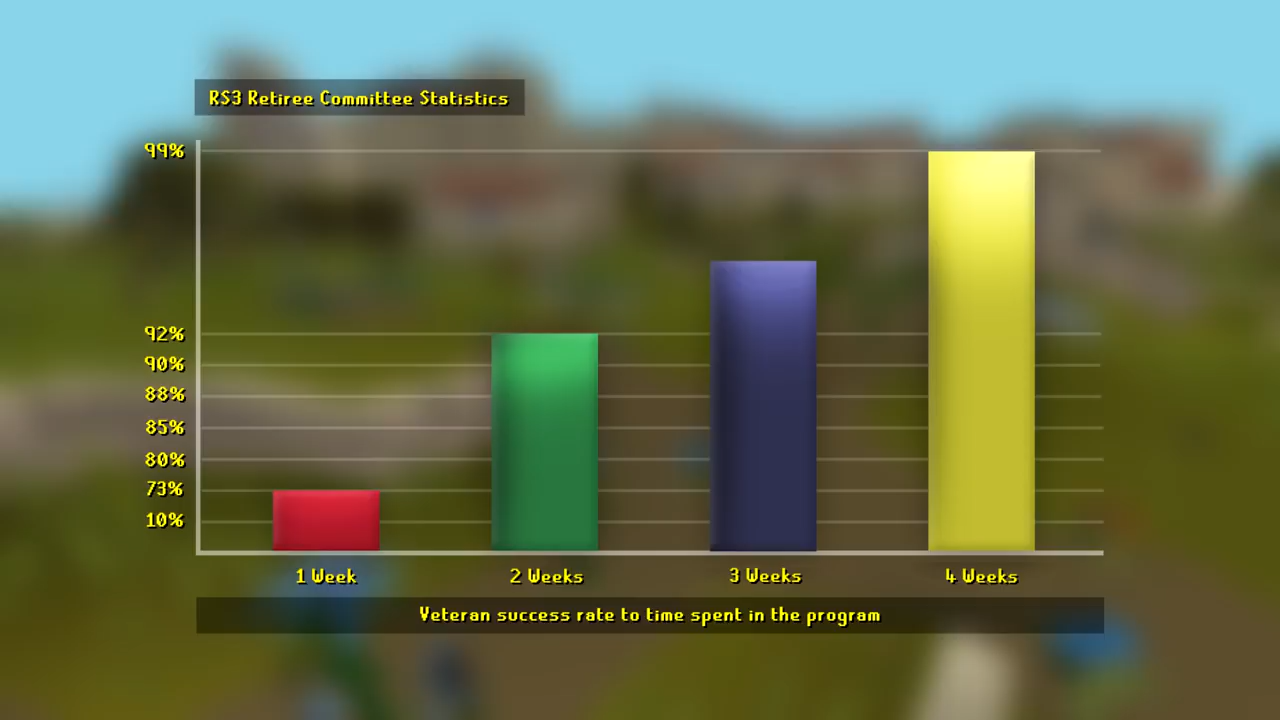 RS3 Retiree Committee Statistics
99%
92%
90%
88%
85%
80%
73%
10%
1 Week
2 Weeks
3 Weeks
4 Weeks
Veteran success rate to time spent in the program